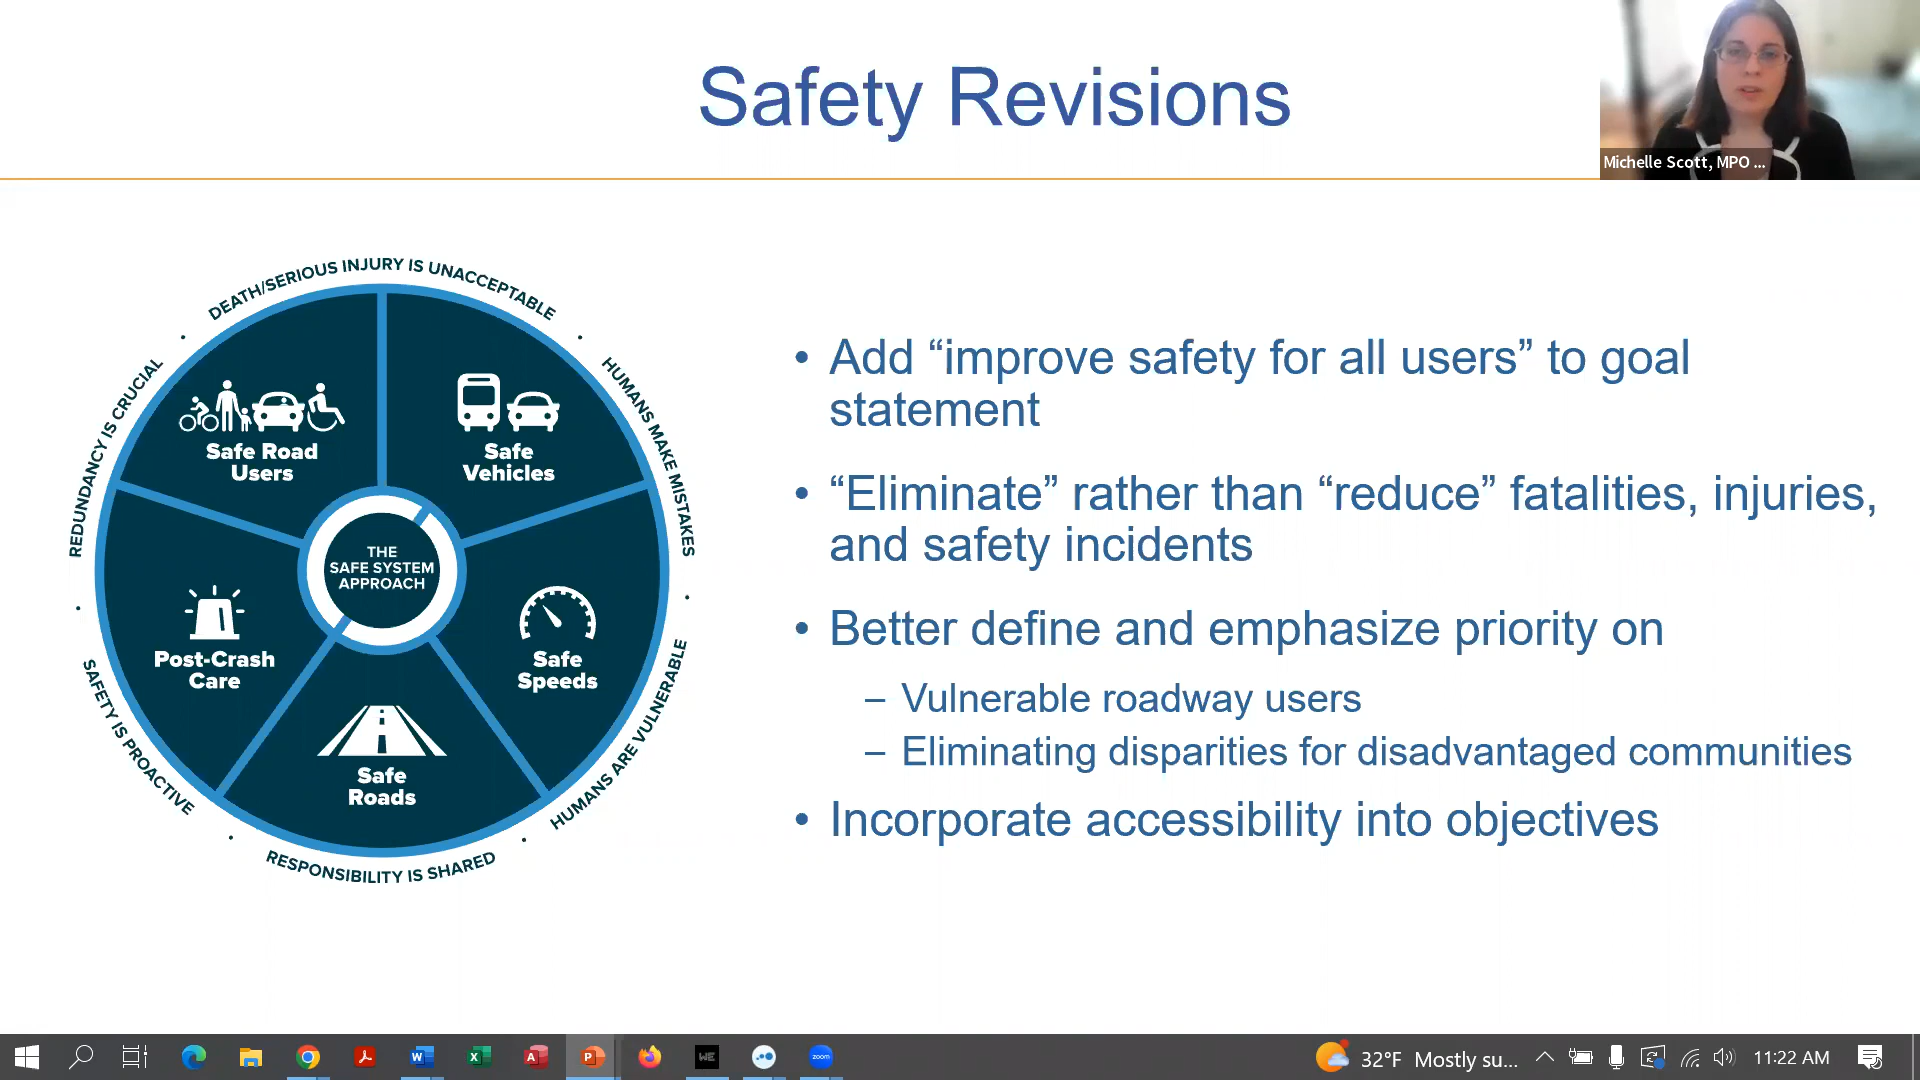 Safety Revisions
Michelle Scott, MPO ...
DEATH/SERIOUS INJURY IS UNACCEPTABLE
HUMANS MAKE MISTAKES
HUMANS ARE VULNERABLE
RESPONSIBILITY IS SHARED
SAFETY IS PROACTIVE
REDUNDANCY IS CRUCIAL
Safe Road
Users
Safe
Vehicles
THE
SAFE SYSTEM
APPROACH
Post-Crash
Care
Safe
Speeds
Safe
Roads
• Add “improve safety for all users” to goal
statement
• “Eliminate” rather than “reduce” fatalities, injuries,
and safety incidents
• Better define and emphasize priority on
– Vulnerable roadway users
– Eliminating disparities for disadvantaged communities
• Incorporate accessibility into objectives
W
X
A
P
WE
zoom
32°F Mostly su...
11:22 AM